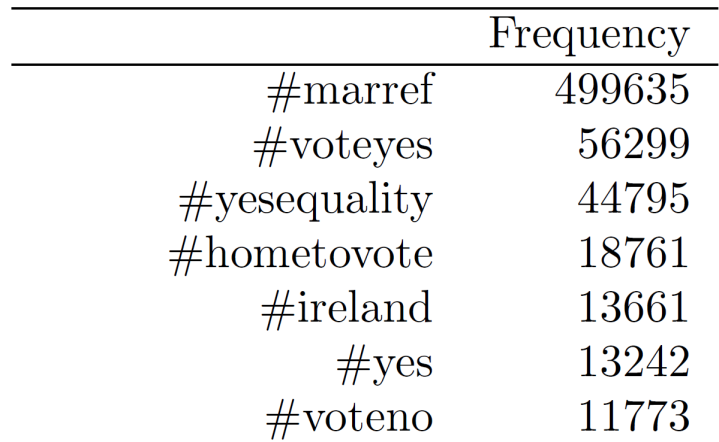 Frequency
#marref 499635
#voteyes 56299
#yesequality 44795
#hometovote 18761
#ireland 13661
#yes 13242
#voteno 11773